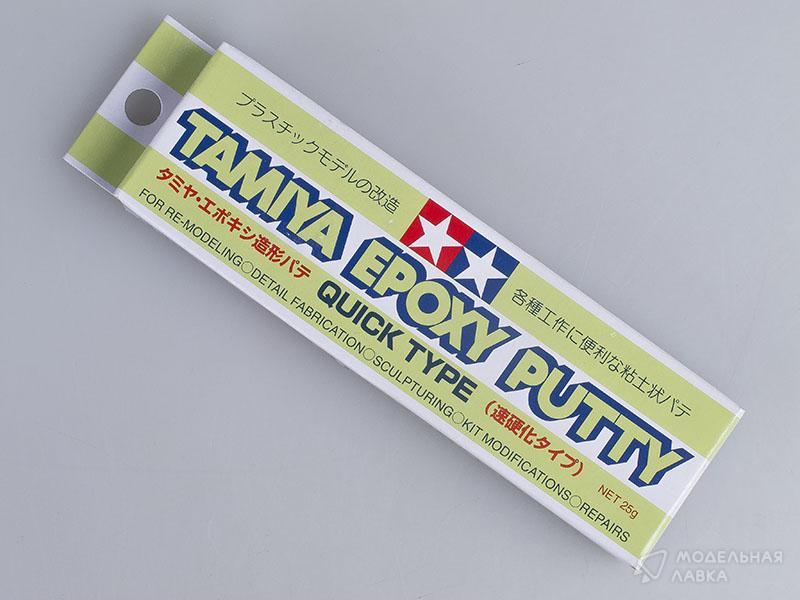 プラスチックモデルの改造
各種工作に便利な粘土状パテ
TAMIYA EPOXY PUTTY
タミヤ・エポキシ造形パテ QUICK TYPE (速硬化タイプ)
FOR RE-MODELING○DETAIL FABRICATION○SCULPTURING○KIT MODIFICATIONS○REPAIRS
NET 25g
МОДЕЛЬНАЯ
ЛАВКА